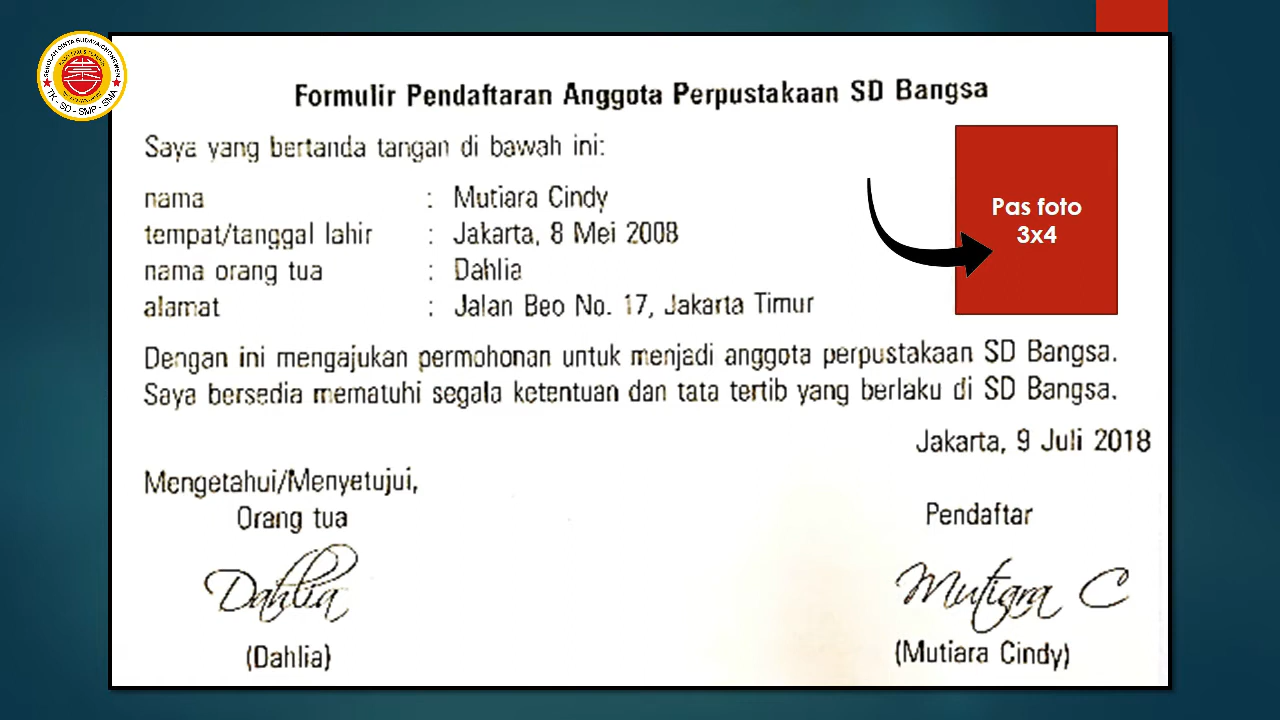 SEKOLAH CINTA BUDAYA CHONGWEN
TK - SD - SMP - SMA
Formulir Pendaftaran Anggota Perpustakaan SD Bangsa
Saya yang bertanda tangan di bawah ini:
nama : Mutiara Cindy
tempat/tanggal lahir : Jakarta, 8 Mei 2008
nama orang tua : Dahlia
alamat : Jalan Beo No. 17, Jakarta Timur
Pas foto
3x4
Dengan ini mengajukan permohonan untuk menjadi anggota perpustakaan SD Bangsa.
Saya bersedia mematuhi segala ketentuan dan tata tertib yang berlaku di SD Bangsa.
Jakarta, 9 Juli 2018
Mengetahui/Menyetujui,
Orang tua
Pendaftar
Dahlia
Mutiara C
(Dahlia)
(Mutiara Cindy)